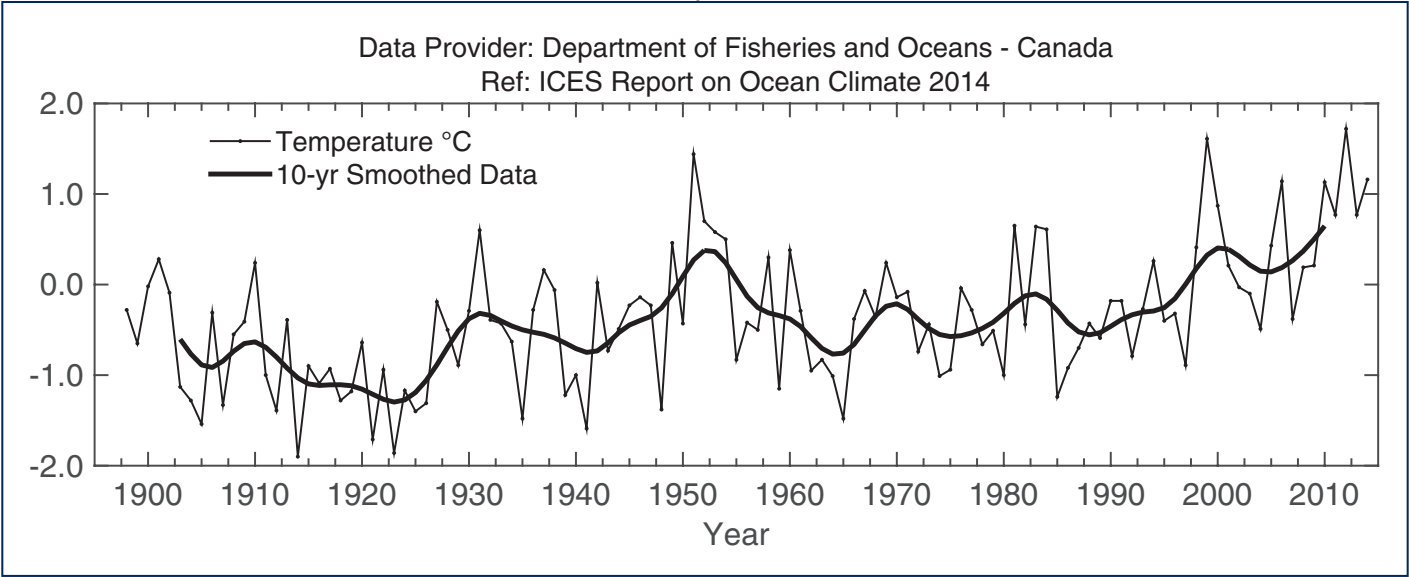 Data Provider: Department of Fisheries and Oceans - Canada
Ref: ICES Report on Ocean Climate 2014
2.0
Temperature °C
10-yr Smoothed Data
1.0
0.0
-1.0
-2.0
1900 1910 1920 1930 1940 1950 1960 1970 1980 1990 2000 2010
Year